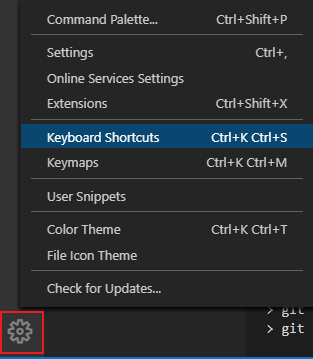 Command Palette... Ctrl+Shift+P
Settings Ctrl+,
Online Services Settings
Extensions Ctrl+Shift+X
Keyboard Shortcuts Ctrl+K Ctrl+S
Keymaps Ctrl+K Ctrl+M
User Snippets
Color Theme Ctrl+K Ctrl+T
File Icon Theme
Check for Updates...
> git
> git